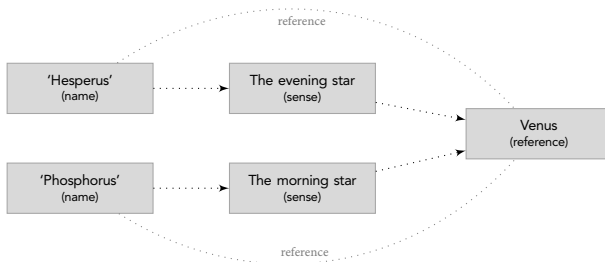 reference
'Hesperus'
(name)
The evening star
(sense)
Venus
(reference)
'Phosphorus'
(name)
The morning star
(sense)
reference